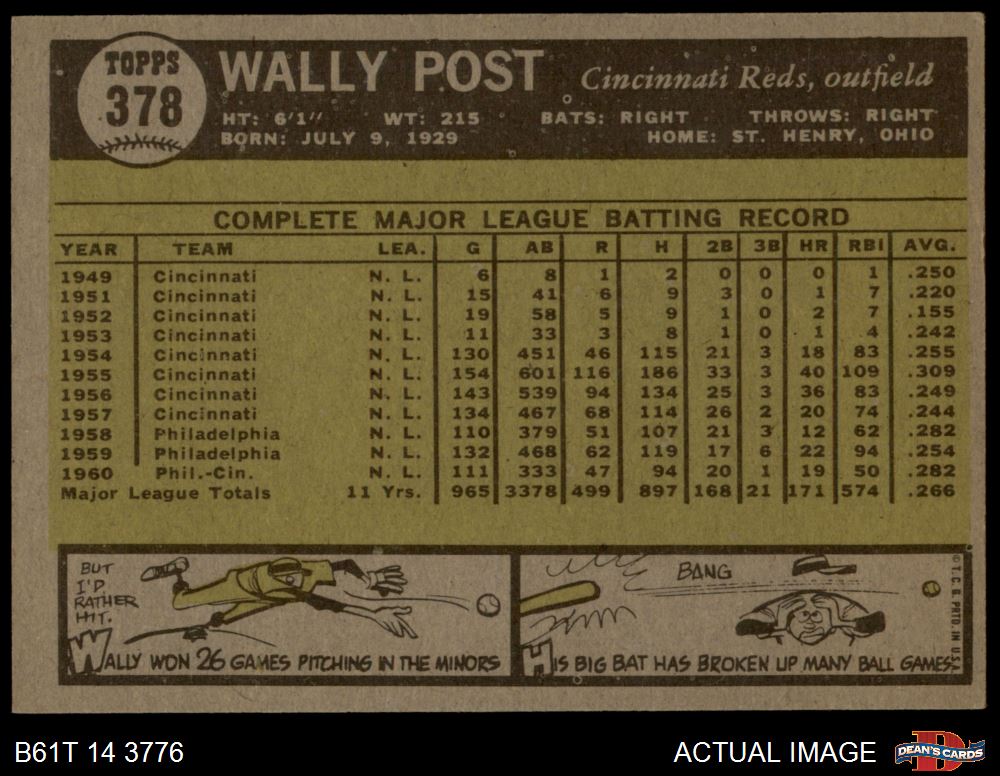 TOPPS
378
WALLY POST Cincinnati Reds, outfield
HT: 6'1" WT: 215 BATS: RIGHT THROWS: RIGHT
BORN: JULY 9, 1929 HOME: ST. HENRY, OHIO
COMPLETE MAJOR LEAGUE BATTING RECORD
YEAR TEAM LEA. G AB R H 2B 3B HR RBI AVG.
1949 Cincinnati N. L. 6 8 1 2 0 0 0 1 .250
1951 Cincinnati N. L. 15 41 6 9 3 0 1 7 .220
1952 Cincinnati N. L. 19 58 5 9 1 0 2 7 .155
1953 Cincinnati N. L. 11 33 3 8 1 0 1 4 .242
1954 Cincinnati N. L. 130 451 46 115 21 3 18 83 .255
1955 Cincinnati N. L. 154 601 116 186 33 3 40 109 .309
1956 Cincinnati N. L. 143 539 94 134 25 3 36 83 .249
1957 Cincinnati N. L. 134 467 68 114 26 2 20 74 .244
1958 Philadelphia N. L. 110 379 51 107 21 3 12 62 .282
1959 Philadelphia N. L. 132 468 62 119 17 6 22 94 .254
1960 Phil.-Cin. N. L. 111 333 47 94 20 1 19 50 .282
Major League Totals 11 Yrs. 965 3378 499 897 168 21 171 574 .266
BUT
I'D
RATHER
HIT.
WALLY WON 26 GAMES PITCHING IN THE MINORS
BANG
HIS BIG BAT HAS BROKEN UP MANY BALL GAMES.
© T. C. G. PRTD. IN U.S.A.
B61T 14 3776 ACTUAL IMAGE
DEAN'S CARDS